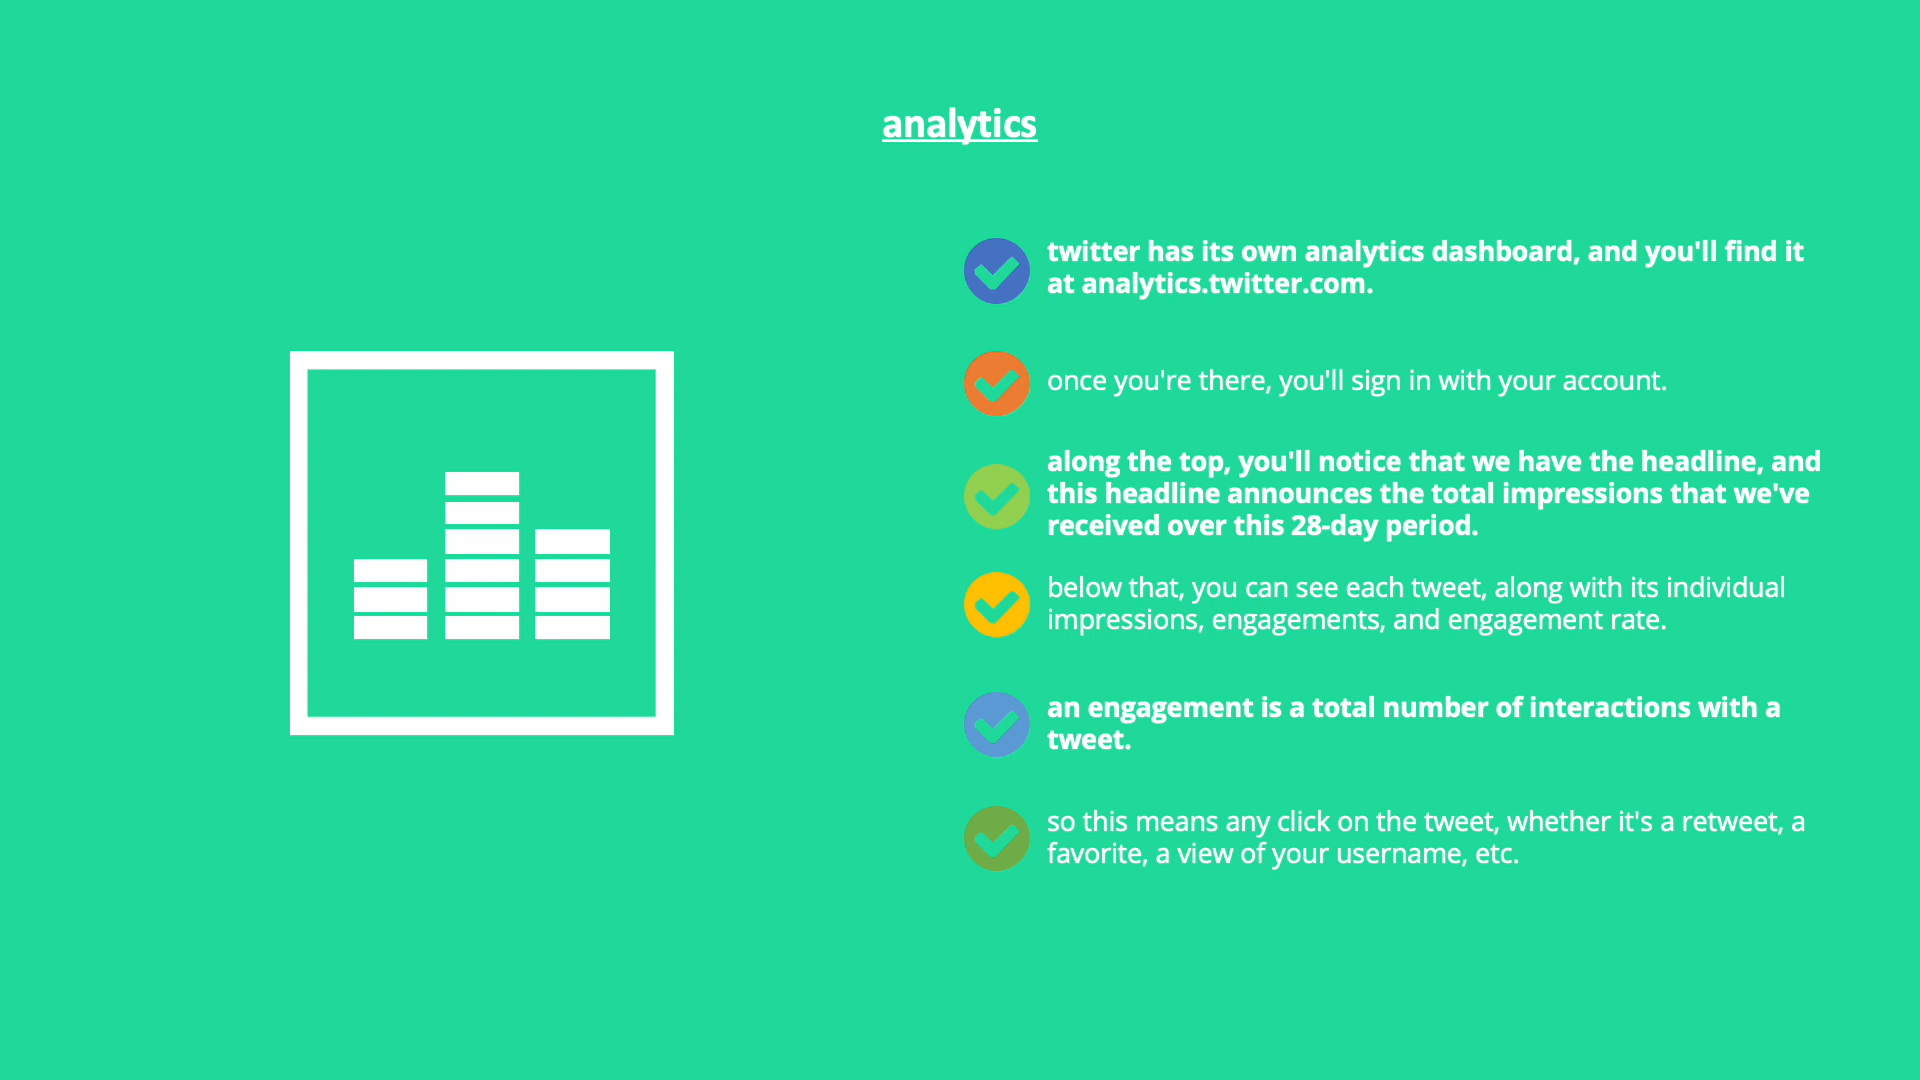 analytics
twitter has its own analytics dashboard, and you'll find it
at analytics.twitter.com.
once you're there, you'll sign in with your account.
along the top, you'll notice that we have the headline, and
this headline announces the total impressions that we've
received over this 28-day period.
below that, you can see each tweet, along with its individual
impressions, engagements, and engagement rate.
an engagement is a total number of interactions with a
tweet.
so this means any click on the tweet, whether it's a retweet, a
favorite, a view of your username, etc.